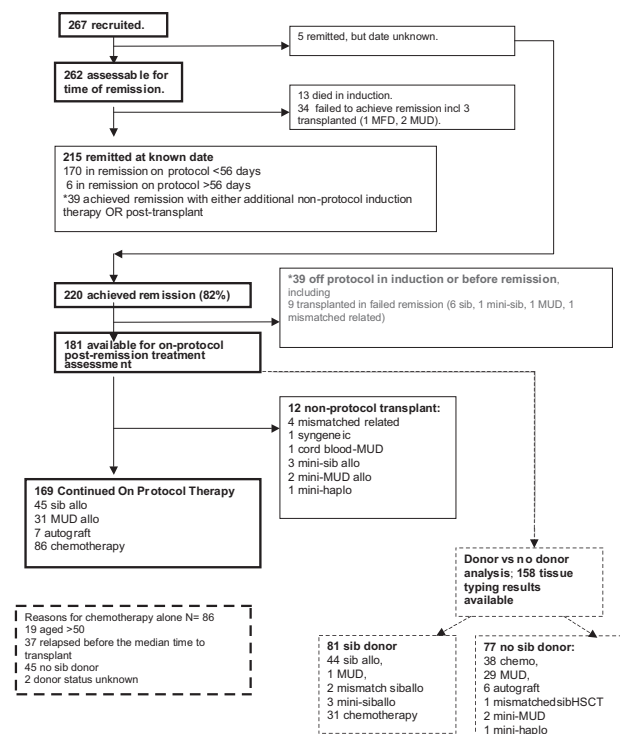 267 recruited.
5 remitted, but date unknown.
262 assessable for
time of remission.
13 died in induction.
34 failed to achieve remission incl 3
transplanted (1 MFD, 2 MUD).
215 remitted at known date
170 in remission on protocol <56 days
6 in remission on protocol >56 days
*39 achieved remission with either additional non-protocol induction
therapy OR post-transplant
220 achieved remission (82%)
*39 off protocol in induction or before remission,
including
9 transplanted in failed remission (6 sib, 1 mini-sib, 1 MUD, 1
mismatched related)
181 available for on-protocol
post-remission treatment
assessment
12 non-protocol transplant:
4 mismatched related
1 syngeneic
1 cord blood-MUD
3 mini-sib allo
2 mini-MUD allo
1 mini-haplo
169 Continued On Protocol Therapy
45 sib allo
31 MUD allo
7 autograft
86 chemotherapy
Donor vs no donor
analysis; 158 tissue
typing results
available
Reasons for chemotherapy alone N= 86
19 aged >50
37 relapsed before the median time to
transplant
45 no sib donor
2 donor status unknown
81 sib donor
44 sib allo,
1 MUD,
2 mismatch siballo
3 mini-siballo
31 chemotherapy
77 no sib donor:
38 chemo,
29 MUD,
6 autograft
1 mismatchedsibHSCT
2 mini-MUD
1 mini-haplo